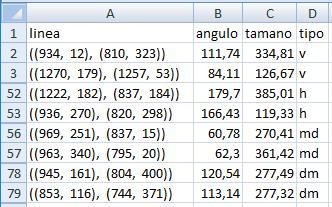 A B C D
1 linea angulo tamano tipo
2 ((934, 12), (810, 323)) 111,74 334,81 v
3 ((1270, 179), (1257, 53)) 84,11 126,67 v
52 ((1222, 182), (837, 184)) 179,7 385,01 h
53 ((936, 270), (820, 298)) 166,43 119,33 h
56 ((969, 251), (837, 15)) 60,78 270,41 md
57 ((963, 340), (795, 20)) 62,3 361,42 md
78 ((945, 161), (804, 400)) 120,54 277,49 dm
79 ((853, 116), (744, 371)) 113,14 277,32 dm